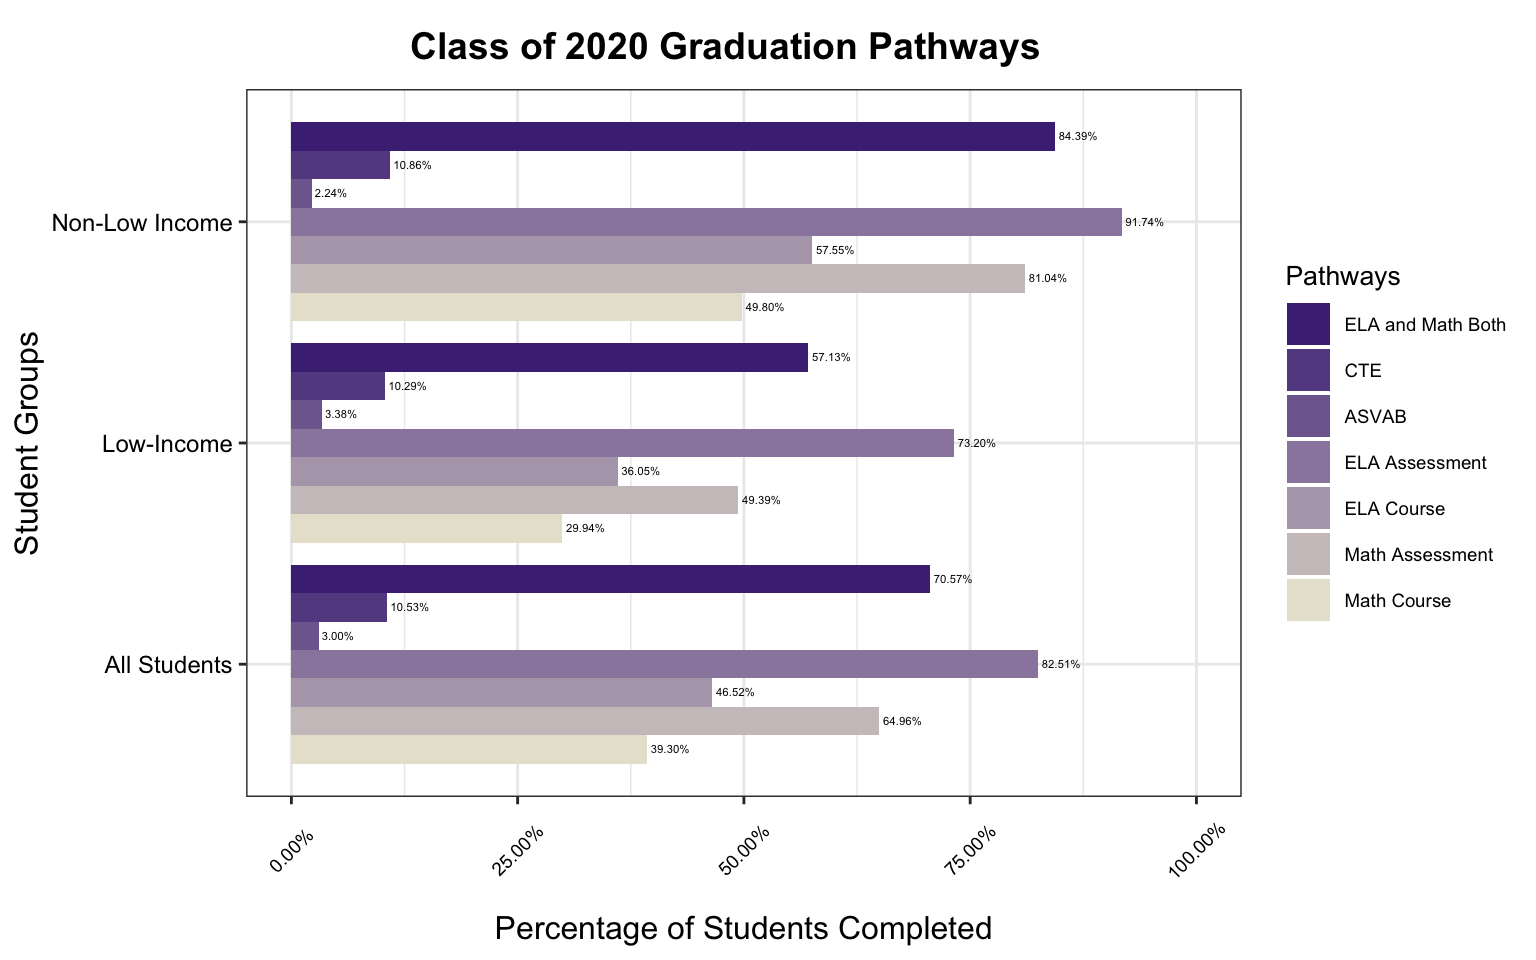 Class of 2020 Graduation Pathways
Student Groups
Non-Low Income
84.39%
10.86%
2.24%
91.74%
57.55%
81.04%
49.80%
Low-Income
57.13%
10.29%
3.38%
73.20%
36.05%
49.39%
29.94%
All Students
70.57%
10.53%
3.00%
82.51%
46.52%
64.96%
39.30%
0.00%
25.00%
50.00%
75.00%
100.00%
Percentage of Students Completed
Pathways
ELA and Math Both
CTE
ASVAB
ELA Assessment
ELA Course
Math Assessment
Math Course